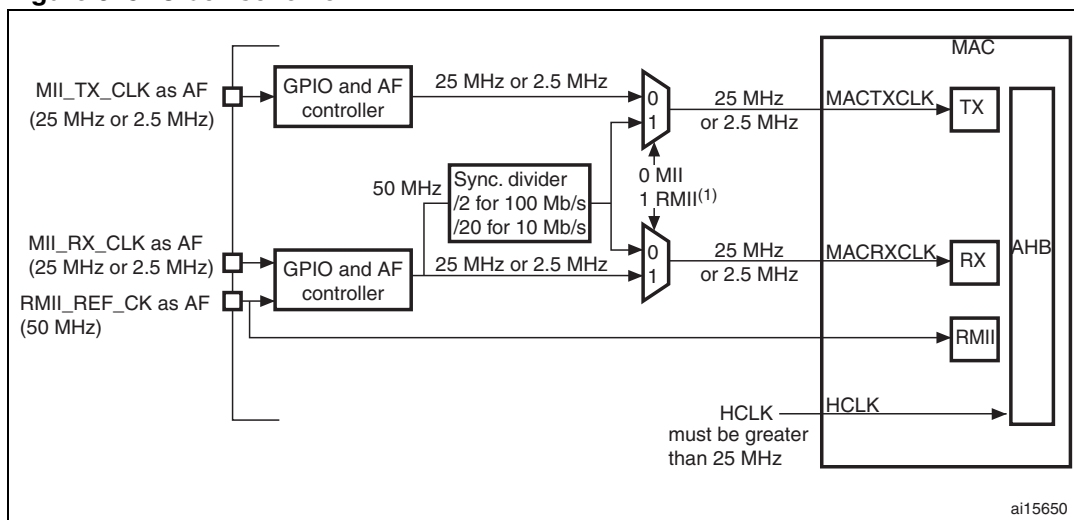 MAC
MII_TX_CLK as AF
(25 MHz or 2.5 MHz)
GPIO and AF
controller
25 MHz or 2.5 MHz
0
1
25 MHz
or 2.5 MHz
MACTXCLK
TX
50 MHz
Sync. divider
/2 for 100 Mb/s
/20 for 10 Mb/s
0 MII
1 RMII(1)
MII_RX_CLK as AF
(25 MHz or 2.5 MHz)
RMII_REF_CK as AF
(50 MHz)
GPIO and AF
controller
25 MHz or 2.5 MHz
0
1
25 MHz
or 2.5 MHz
MACRXCLK
RX
AHB
RMII
HCLK
must be greater
than 25 MHz
HCLK
ai15650